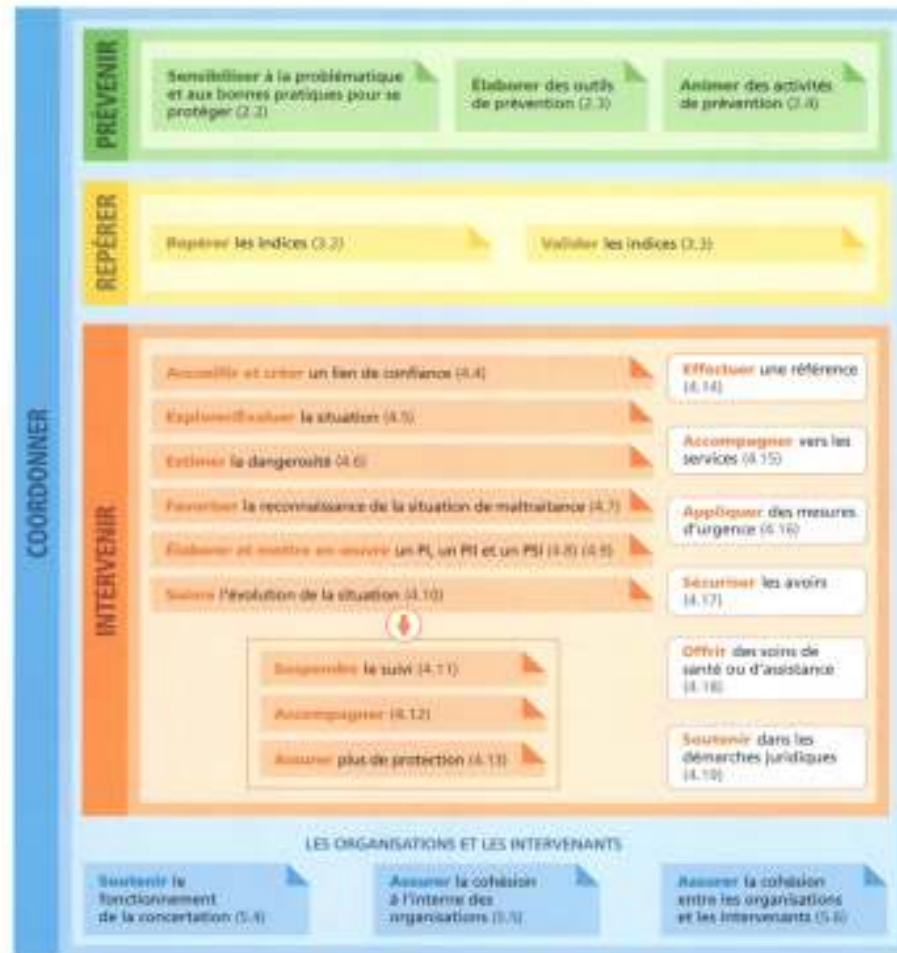 COORDONNER
PRÉVENIR
Sensibiliser à la problématique
et aux bonnes pratiques pour se
protéger (2.2)
Élaborer des outils
de prévention (2.3)
Animer des activités
de prévention (2.4)
REPÉRER
Repérer les indices (3.2)
Valider les indices (3.3)
INTERVENIR
Accueillir et créer un lien de confiance (4.4)
Explorer/Évaluer la situation (4.5)
Estimer la dangerosité (4.6)
Favoriser la reconnaissance de la situation de maltraitance (4.7)
Élaborer et mettre en œuvre un PI, un PII et un PSI (4.8) (4.9)
Suivre l'évolution de la situation (4.10)
Suspendre le suivi (4.11)
Accompagner (4.12)
Assurer plus de protection (4.13)
Effectuer une référence
(4.14)
Accompagner vers les
services (4.15)
Appliquer des mesures
d'urgence (4.16)
Sécuriser les avoirs
(4.17)
Offrir des soins de
santé ou d'assistance
(4.18)
Soutenir dans les
démarches juridiques
(4.19)
LES ORGANISATIONS ET LES INTERVENANTS
Soutenir le
fonctionnement
de la concertation (5.4)
Assurer la cohésion
à l'interne des
organisations (5.5)
Assurer la cohésion
entre les organisations
et les intervenants (5.6)